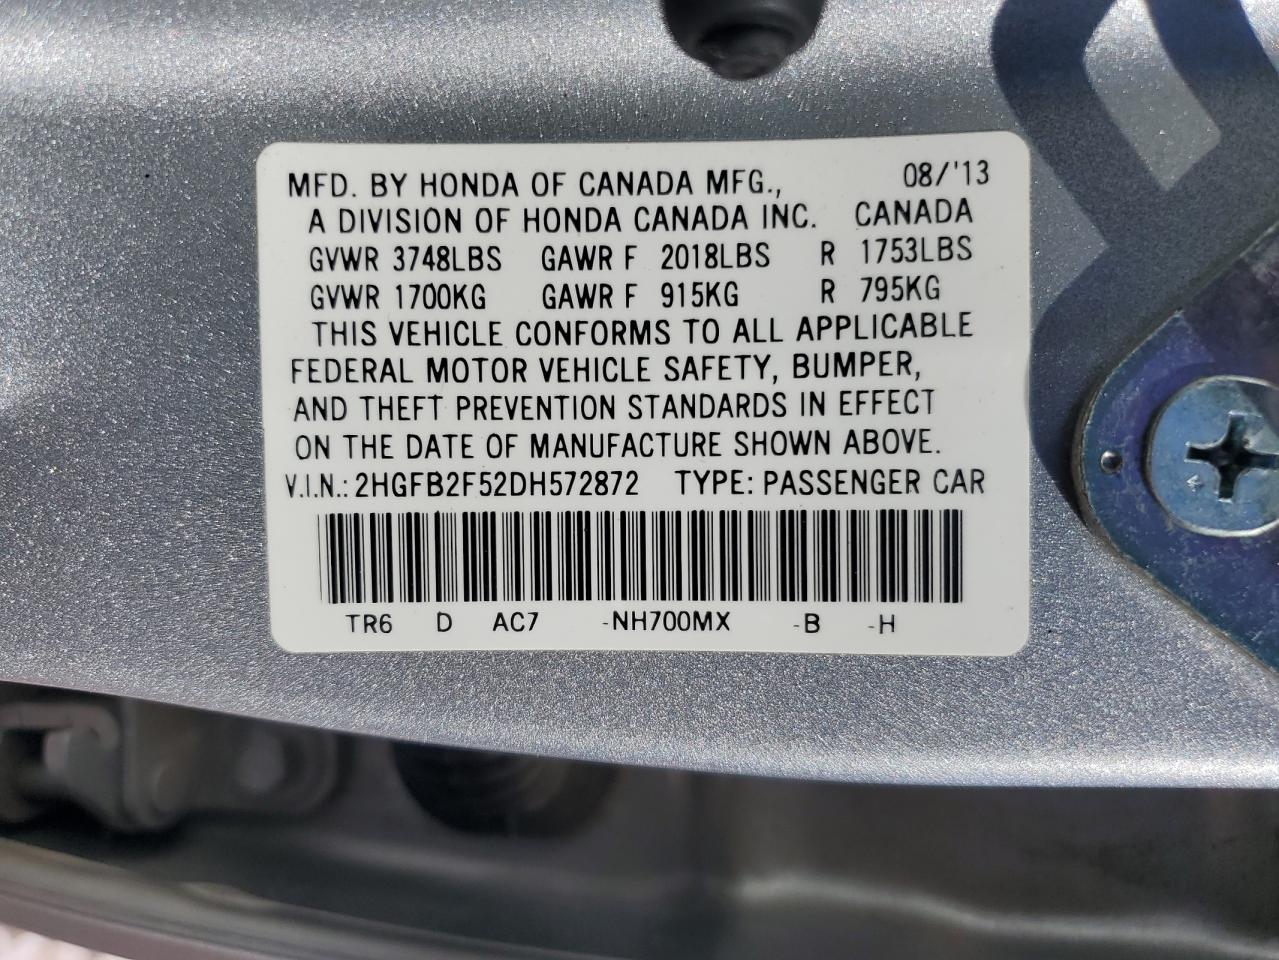 MFD. BY HONDA OF CANADA MFG., 08/'13
A DIVISION OF HONDA CANADA INC. CANADA
GVWR 3748LBS GAWR F 2018LBS R 1753LBS
GVWR 1700KG GAWR F 915KG R 795KG
THIS VEHICLE CONFORMS TO ALL APPLICABLE
FEDERAL MOTOR VEHICLE SAFETY, BUMPER,
AND THEFT PREVENTION STANDARDS IN EFFECT
ON THE DATE OF MANUFACTURE SHOWN ABOVE.
V.I.N.: 2HGFB2F52DH572872 TYPE: PASSENGER CAR
TR6 D AC7 -NH700MX -B -H